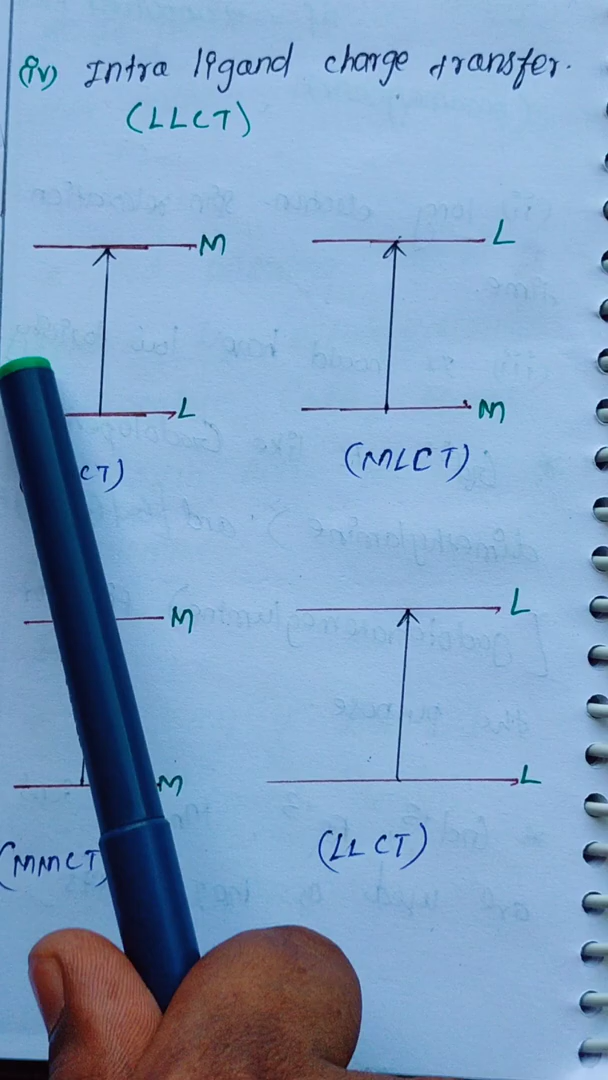 (iv) Intra ligand charge transfer.
(LLCT)
M L
L M
CT) (MLCT)
M L
M L
(MMCT (LLCT)